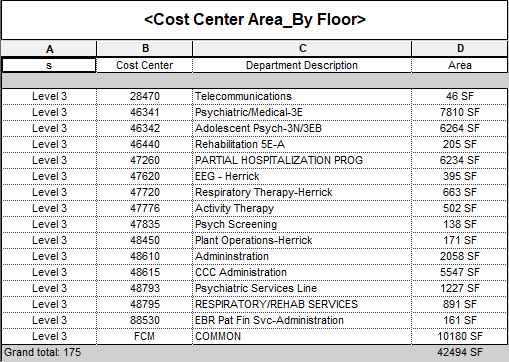 <Cost Center Area_By Floor>
A B C D
s Cost Center Department Description Area
Level 3 28470 Telecommunications 46 SF
Level 3 46341 Psychiatric/Medical-3E 7810 SF
Level 3 46342 Adolescent Psych-3N/3EB 6264 SF
Level 3 46440 Rehabilitation 5E-A 205 SF
Level 3 47260 PARTIAL HOSPITALIZATION PROG 6234 SF
Level 3 47620 EEG - Herrick 395 SF
Level 3 47720 Respiratory Therapy-Herrick 663 SF
Level 3 47776 Activity Therapy 502 SF
Level 3 47835 Psych Screening 138 SF
Level 3 48450 Plant Operations-Herrick 171 SF
Level 3 48610 Admininstration 2058 SF
Level 3 48615 CCC Administration 5547 SF
Level 3 48793 Psychiatric Services Line 1227 SF
Level 3 48795 RESPIRATORY/REHAB SERVICES 891 SF
Level 3 88530 EBR Pat Fin Svc-Administration 161 SF
Level 3 FCM COMMON 10180 SF
Grand total: 175 42494 SF